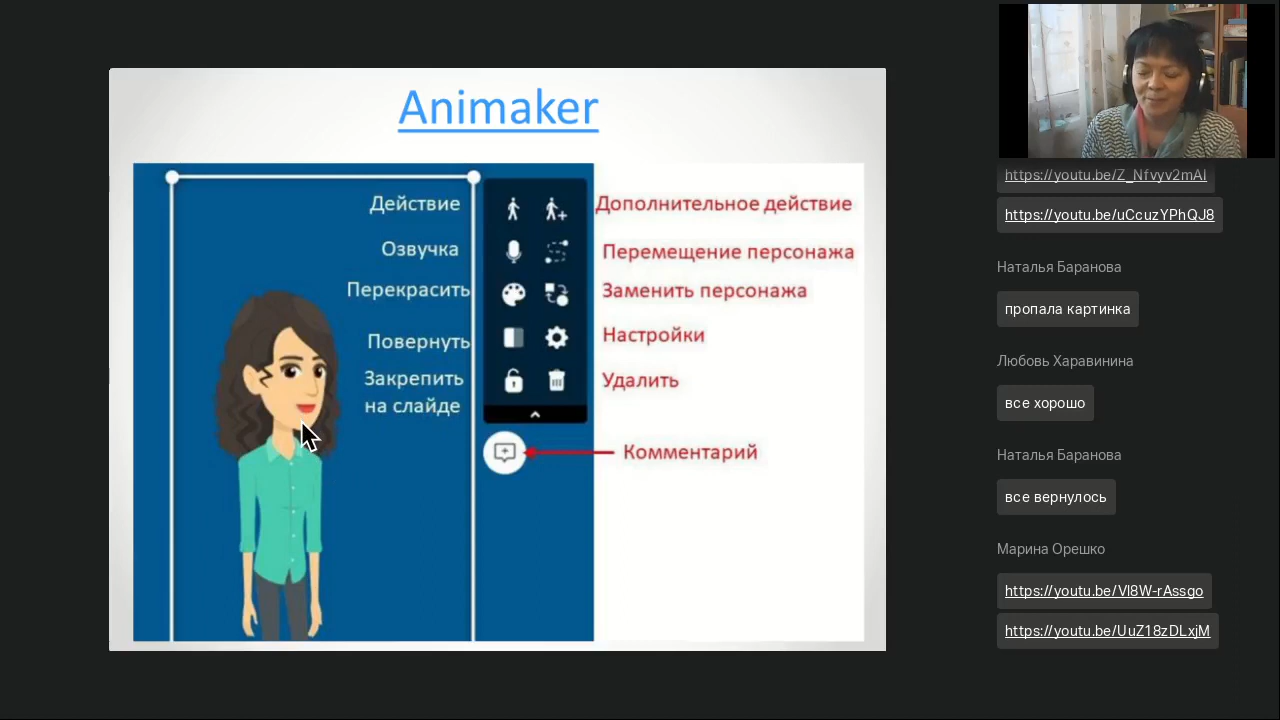 Animaker
Действие
Дополнительное действие
Озвучка
Перемещение персонажа
Перекрасить
Заменить персонажа
Повернуть
Настройки
Закрепить
на слайде
Удалить
Комментарий
https://youtu.be/Z_Nfvyv2mAI
https://youtu.be/uCcuzYPhQJ8
Наталья Баранова
пропала картинка
Любовь Харавинина
все хорошо
Наталья Баранова
все вернулось
Марина Орешко
https://youtu.be/Vl8W-rAssgo
https://youtu.be/UuZ18zDLxjM